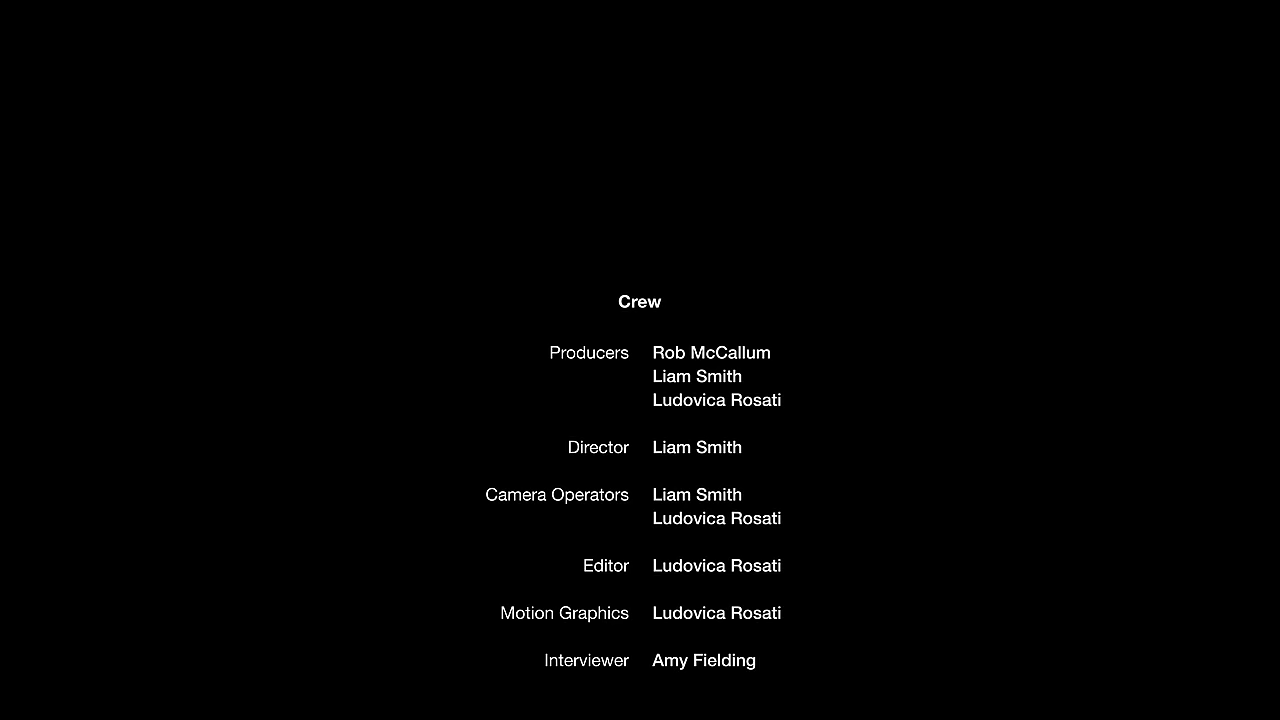 Crew
Producers Rob McCallum
Liam Smith
Ludovica Rosati
Director Liam Smith
Camera Operators Liam Smith
Ludovica Rosati
Editor Ludovica Rosati
Motion Graphics Ludovica Rosati
Interviewer Amy Fielding